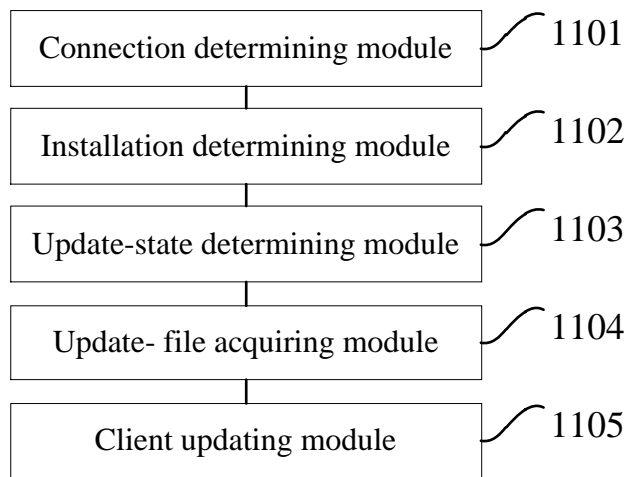 Connection determining module 1101
Installation determining module 1102
Update-state determining module 1103
Update- file acquiring module 1104
Client updating module 1105